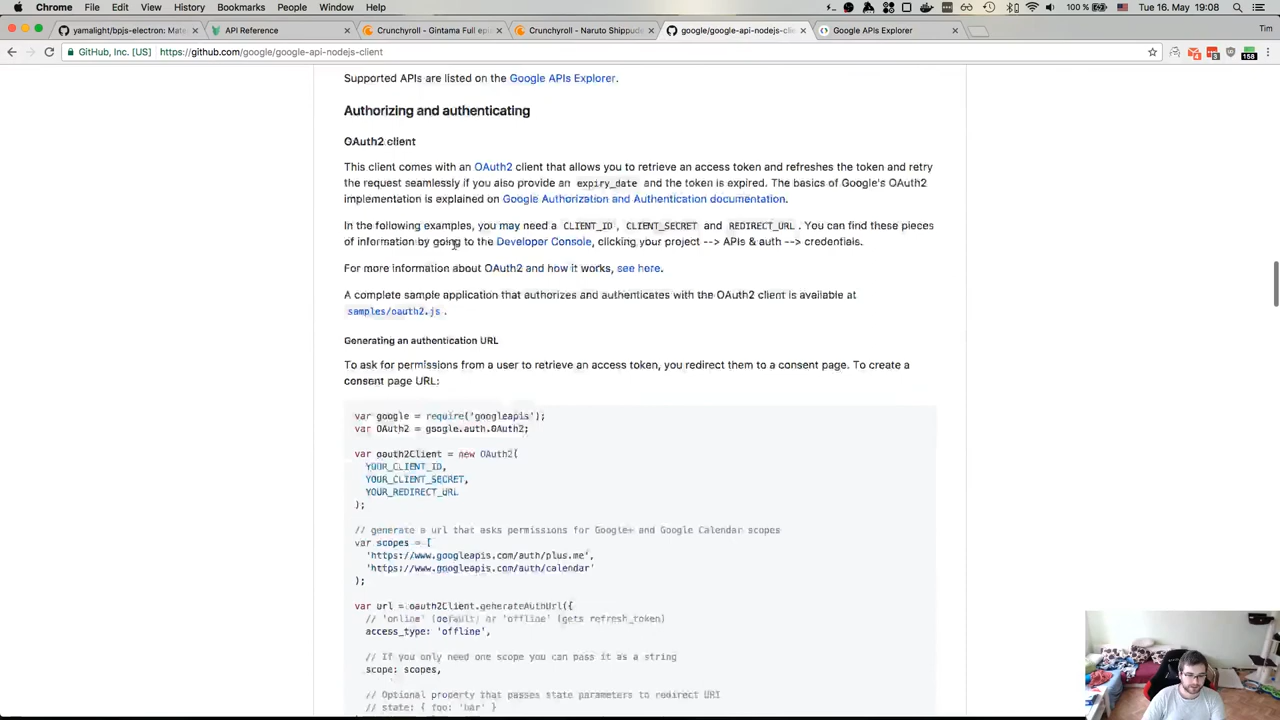 Chrome File Edit View History Bookmarks People Window Help 100% Tue 16. May 19:08
yamalight/bpjs-electron: Mate × API Reference × Crunchyroll - Gintama Full epi × Crunchyroll - Naruto Shippude × google/google-api-nodejs-clie × Google APIs Explorer × Tim
GitHub, Inc. [US] https://github.com/google/google-api-nodejs-client 158
Supported APIs are listed on the Google APIs Explorer.
Authorizing and authenticating
OAuth2 client
This client comes with an OAuth2 client that allows you to retrieve an access token and refreshes the token and retry
the request seamlessly if you also provide an expiry_date and the token is expired. The basics of Google's OAuth2
implementation is explained on Google Authorization and Authentication documentation.
In the following examples, you may need a CLIENT_ID , CLIENT_SECRET and REDIRECT_URL . You can find these pieces
of information by going to the Developer Console, clicking your project --> APIs & auth --> credentials.
For more information about OAuth2 and how it works, see here.
A complete sample application that authorizes and authenticates with the OAuth2 client is available at
samples/oauth2.js .
Generating an authentication URL
To ask for permissions from a user to retrieve an access token, you redirect them to a consent page. To create a
consent page URL:
var google = require('googleapis');
var OAuth2 = google.auth.OAuth2;
var oauth2Client = new OAuth2(
YOUR_CLIENT_ID,
YOUR_CLIENT_SECRET,
YOUR_REDIRECT_URL
);
// generate a url that asks permissions for Google+ and Google Calendar scopes
var scopes = [
'https://www.googleapis.com/auth/plus.me',
'https://www.googleapis.com/auth/calendar'
];
var url = oauth2Client.generateAuthUrl({
// 'online' (default) or 'offline' (gets refresh_token)
access_type: 'offline',
// If you only need one scope you can pass it as a string
scope: scopes,
// Optional property that passes state parameters to redirect URI
// state: { foo: 'bar' }